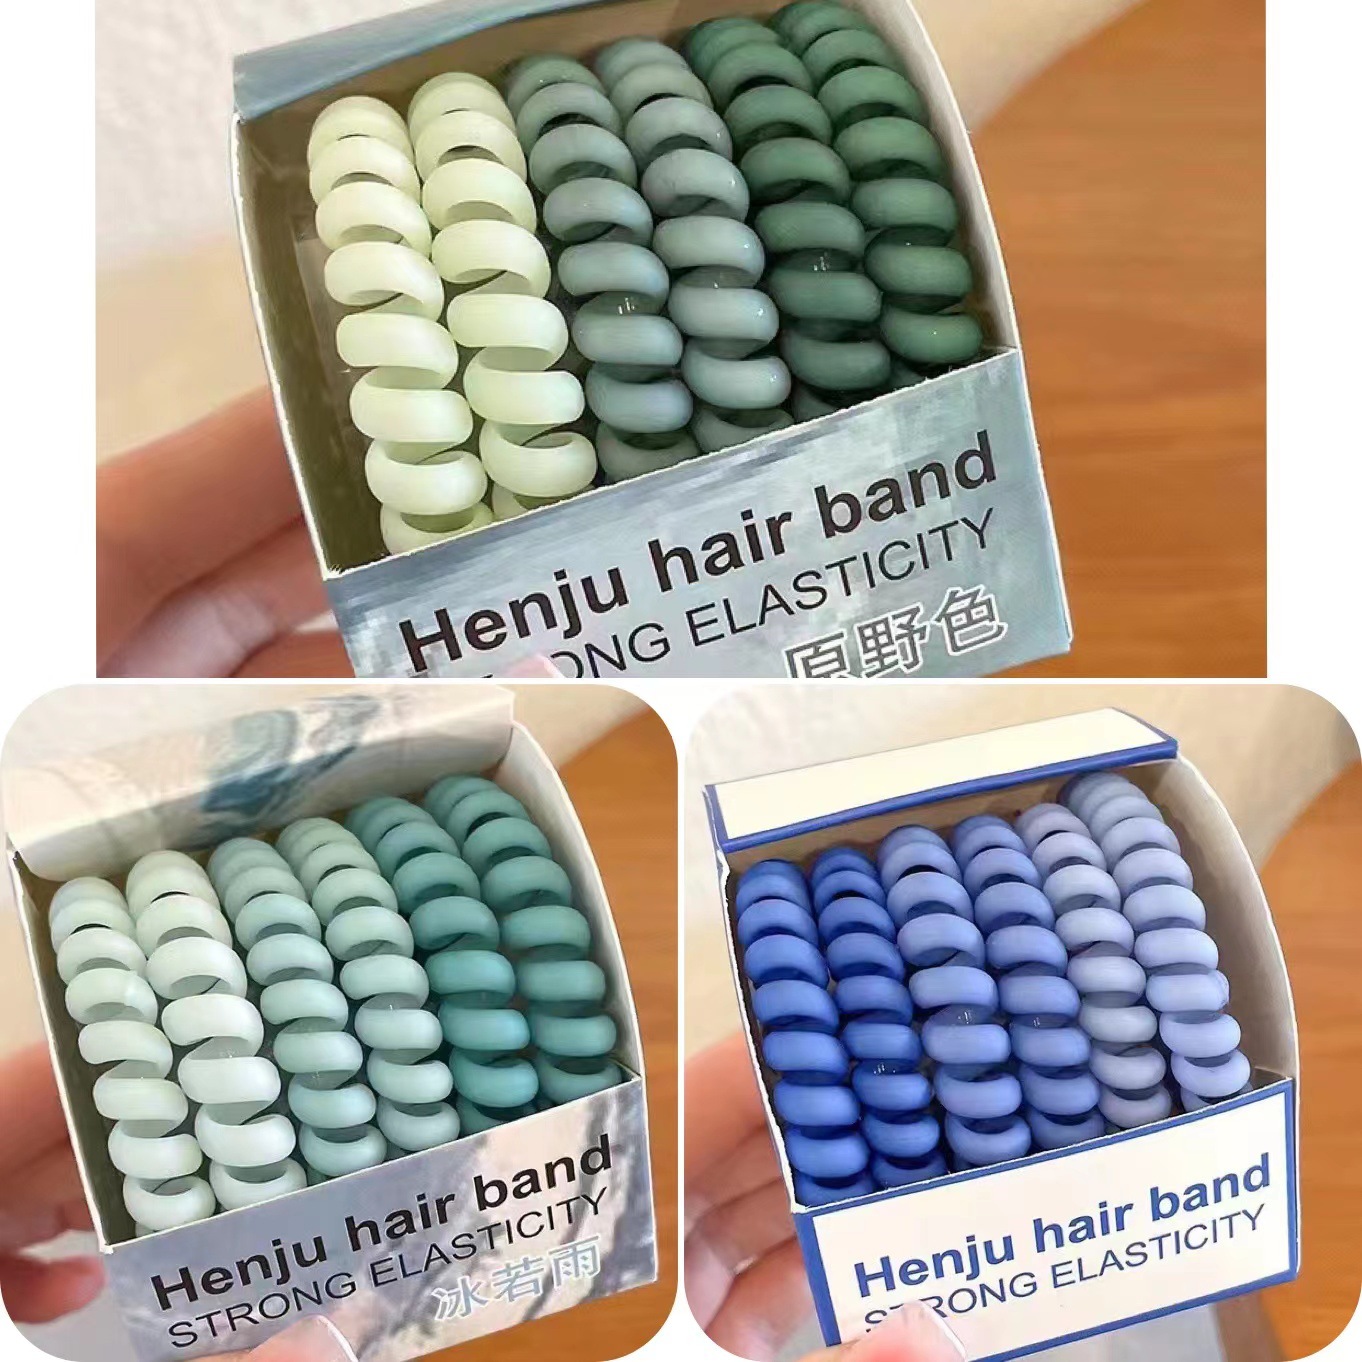 Henju hair band
STRONG ELASTICITY
原野色
Henju hair band
STRONG ELASTICITY
冰若雨
Henju hair band
STRONG ELASTICITY